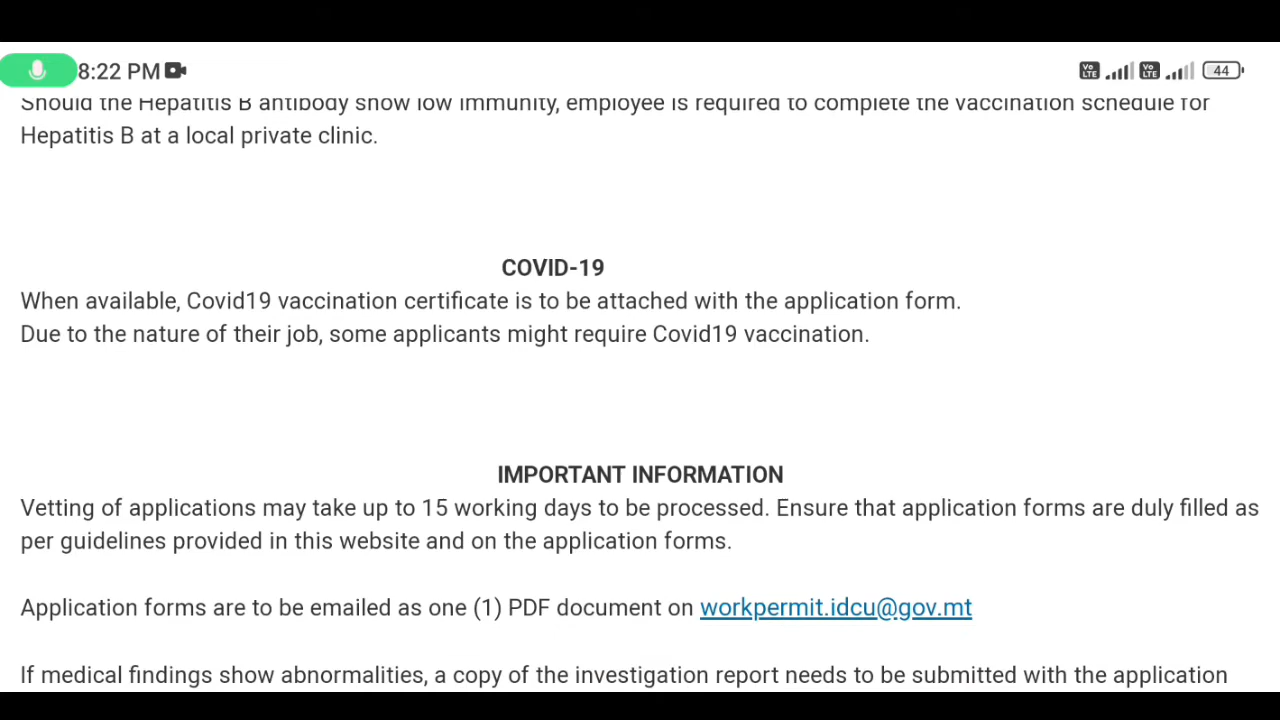 8:22 PM
Vo LTE Vo LTE 44
Should the Hepatitis B antibody show low immunity, employee is required to complete the vaccination schedule for
Hepatitis B at a local private clinic.
COVID-19
When available, Covid19 vaccination certificate is to be attached with the application form.
Due to the nature of their job, some applicants might require Covid19 vaccination.
IMPORTANT INFORMATION
Vetting of applications may take up to 15 working days to be processed. Ensure that application forms are duly filled as
per guidelines provided in this website and on the application forms.
Application forms are to be emailed as one (1) PDF document on workpermit.idcu@gov.mt
If medical findings show abnormalities, a copy of the investigation report needs to be submitted with the application